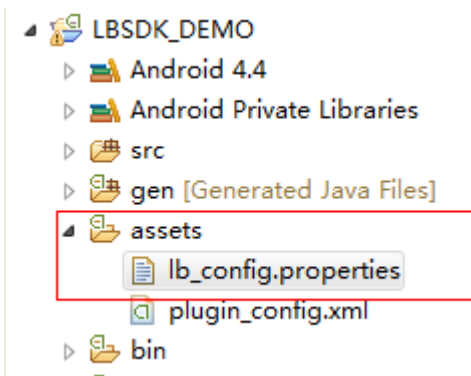 LBSDK_DEMO
Android 4.4
Android Private Libraries
src
gen [Generated Java Files]
assets
lb_config.properties
plugin_config.xml
bin